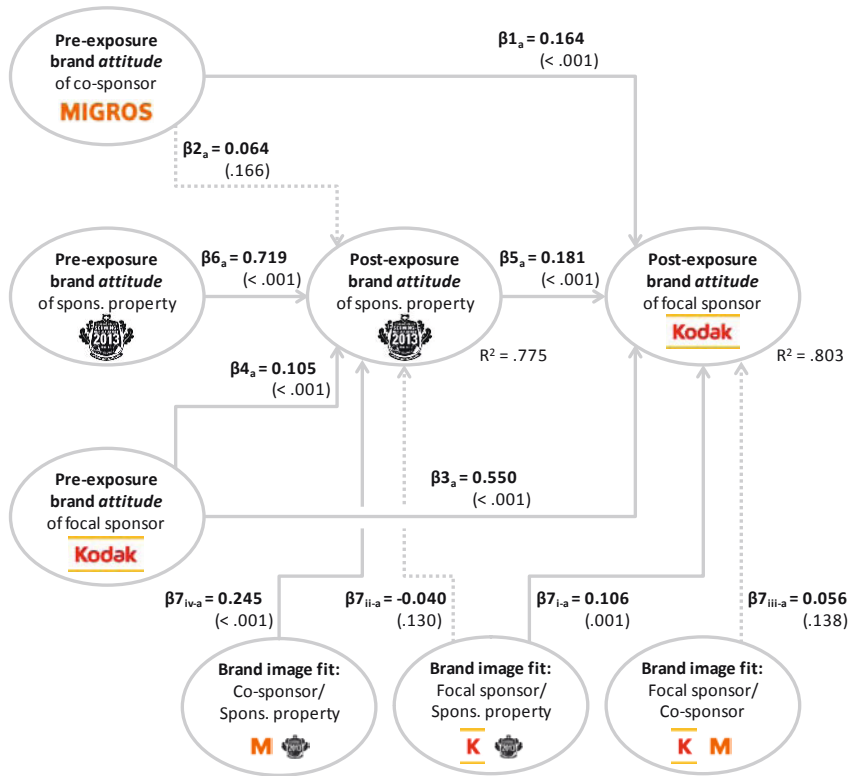 Pre-exposure
brand attitude
of co-sponsor
MIGROS
β1a = 0.164
(< .001)
β2a = 0.064
(.166)
Pre-exposure
brand attitude
of spons. property
2013
β6a = 0.719
(< .001)
Post-exposure
brand attitude
of spons. property
2013
R² = .775
β5a = 0.181
(< .001)
Post-exposure
brand attitude
of focal sponsor
Kodak
R² = .803
β4a = 0.105
(< .001)
Pre-exposure
brand attitude
of focal sponsor
Kodak
β3a = 0.550
(< .001)
β7iv-a = 0.245
(< .001)
β7ii-a = -0.040
(.130)
β7i-a = 0.106
(.001)
β7iii-a = 0.056
(.138)
Brand image fit:
Co-sponsor/
Spons. property
M 2013
Brand image fit:
Focal sponsor/
Spons. property
K 2013
Brand image fit:
Focal sponsor/
Co-sponsor
K M